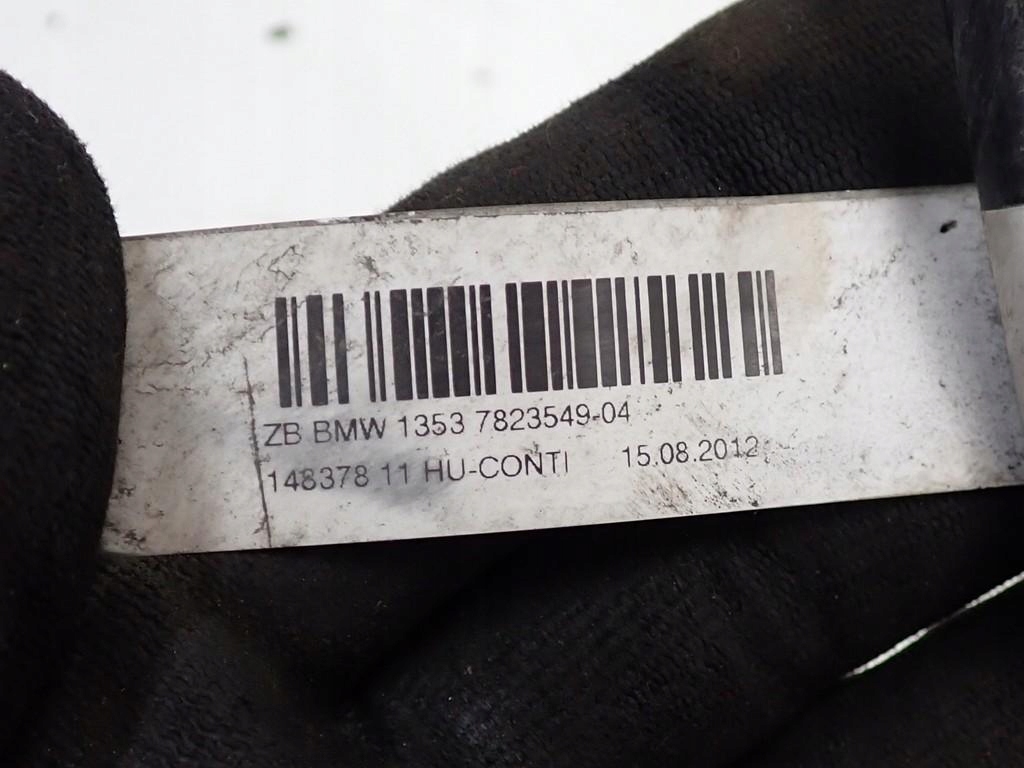 ZB BMW 1353 7823549-04
148378 11 HU-CONTI 15.08.2012